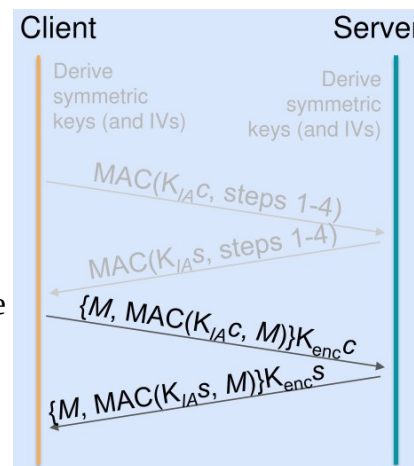 Client
Server
Derive
symmetric
keys (and IVs)
Derive
symmetric
keys (and IVs)
MAC(K_IAc, steps 1-4)
MAC(K_IAs, steps 1-4)
e
{M, MAC(K_IAc, M)}K_encc
{M, MAC(K_IAs, M)}K_encs